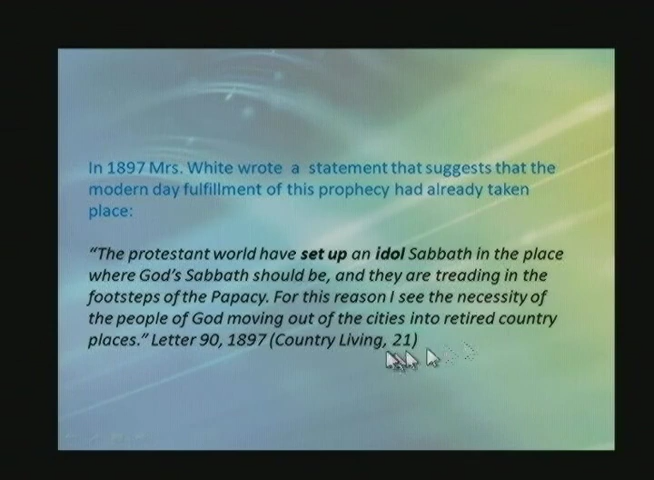 In 1897 Mrs. White wrote a statement that suggests that the
modern day fulfillment of this prophecy had already taken
place:
“The protestant world have set up an idol Sabbath in the place
where God’s Sabbath should be, and they are treading in the
footsteps of the Papacy. For this reason I see the necessity of
the people of God moving out of the cities into retired country
places.” Letter 90, 1897 (Country Living, 21)